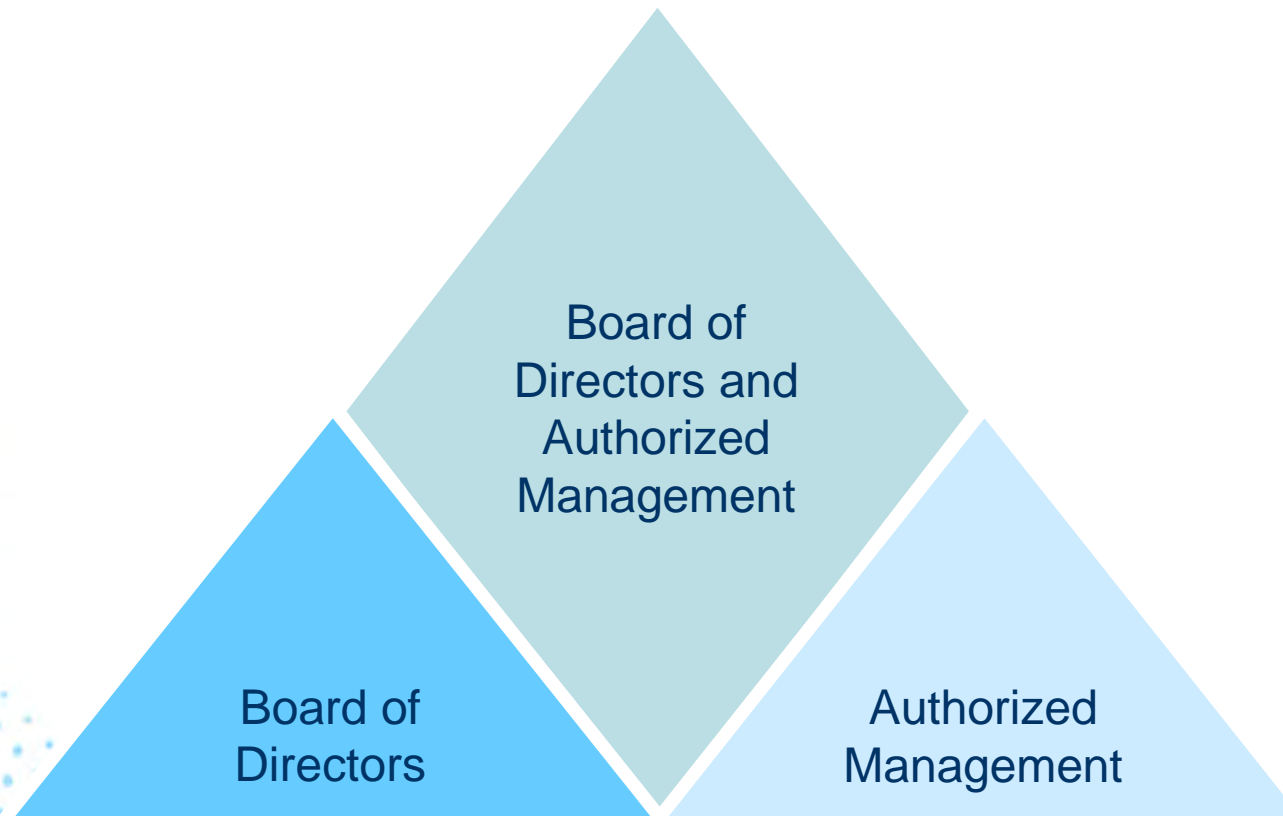 Board of
Directors and
Authorized
Management
Board of
Directors
Authorized
Management